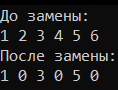 До замены:
1 2 3 4 5 6
После замены:
1 0 3 0 5 0